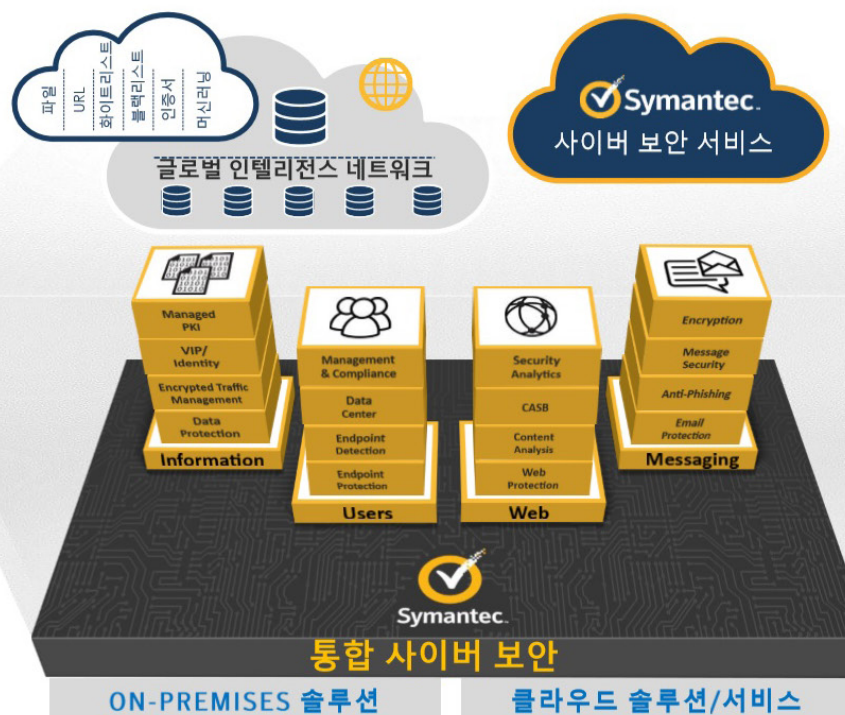 파일
URL
화이트리스트
블랙리스트
인증서
머신러닝
글로벌 인텔리전스 네트워크
Symantec.
사이버 보안 서비스
Managed
PKI
VIP/
Identity
Encrypted Traffic
Management
Data
Protection
Information
Management
& Compliance
Data
Center
Endpoint
Detection
Endpoint
Protection
Users
Security
Analytics
CASB
Content
Analysis
Web
Protection
Web
Encryption
Message
Security
Anti-Phishing
Email
Protection
Messaging
Symantec.
통합 사이버 보안
ON-PREMISES 솔루션
클라우드 솔루션/서비스